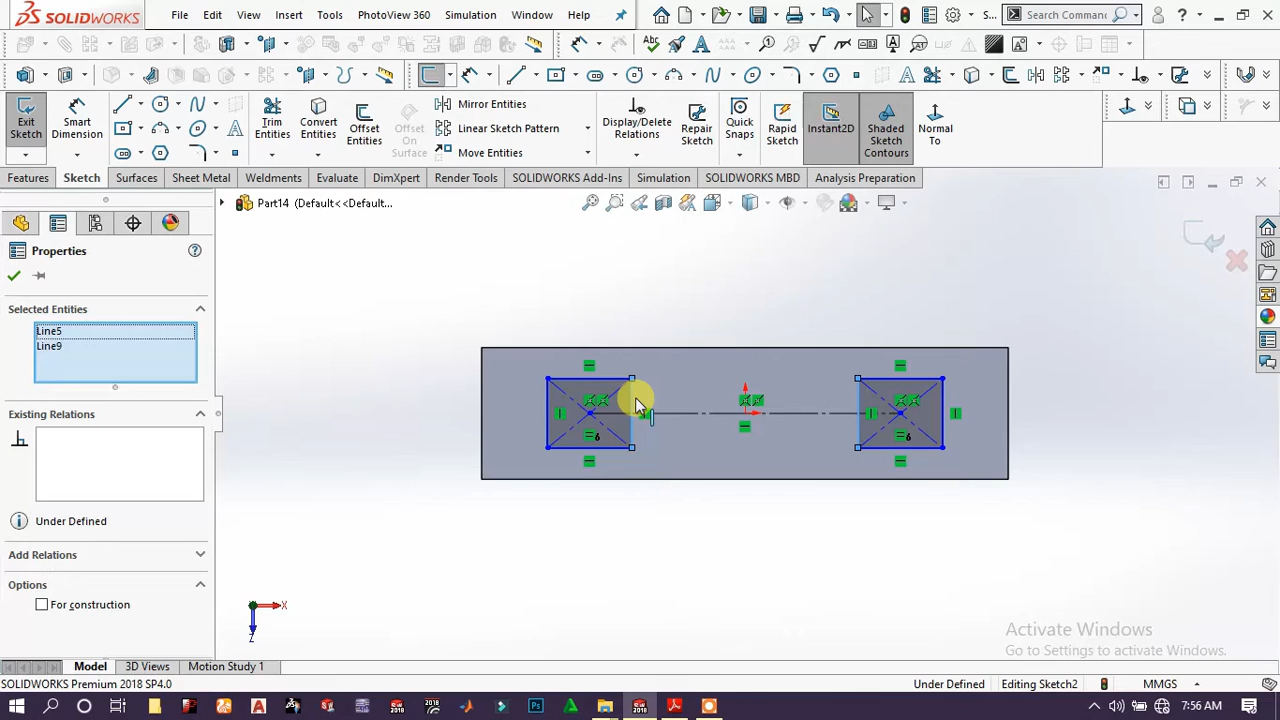 SOLIDWORKS
File
Edit
View
Insert
Tools
PhotoView 360
Simulation
Window
Help
S...
Search Commands
Exit Sketch
Smart Dimension
Trim Entities
Convert Entities
Offset Entities
Offset On Surface
Mirror Entities
Linear Sketch Pattern
Move Entities
Display/Delete Relations
Repair Sketch
Quick Snaps
Rapid Sketch
Instant2D
Shaded Sketch Contours
Normal To
Features
Sketch
Surfaces
Sheet Metal
Weldments
Evaluate
DimXpert
Render Tools
SOLIDWORKS Add-Ins
Simulation
SOLIDWORKS MBD
Analysis Preparation
Part14 (Default<<Default...
Properties
Selected Entities
Line5
Line9
Existing Relations
Under Defined
Add Relations
Options
For construction
6
6
X
Z
Activate Windows
Go to Settings to activate Windows.
Model
3D Views
Motion Study 1
SOLIDWORKS Premium 2018 SP4.0
Under Defined
Editing Sketch2
MMGS
7:56 AM